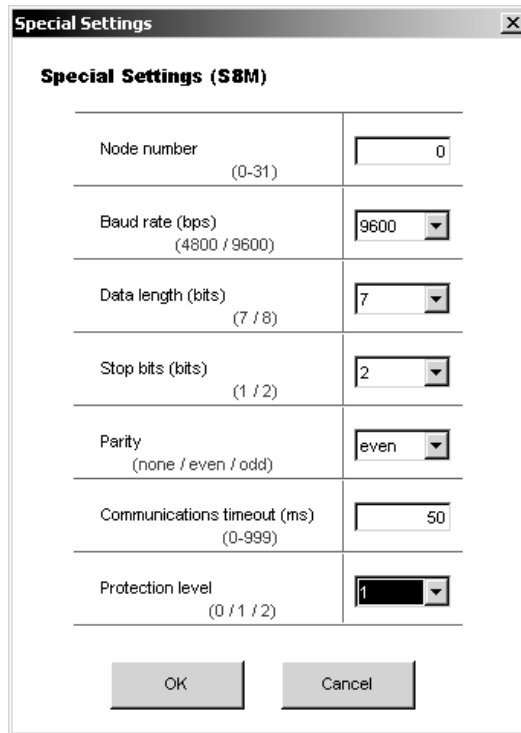 Special Settings
Special Settings (S8M)
Node number
(0-31)
0
Baud rate (bps)
(4800 / 9600)
9600
Data length (bits)
(7 / 8)
7
Stop bits (bits)
(1 / 2)
2
Parity
(none / even / odd)
even
Communications timeout (ms)
(0-999)
50
Protection level
(0 / 1 / 2)
1
OK
Cancel